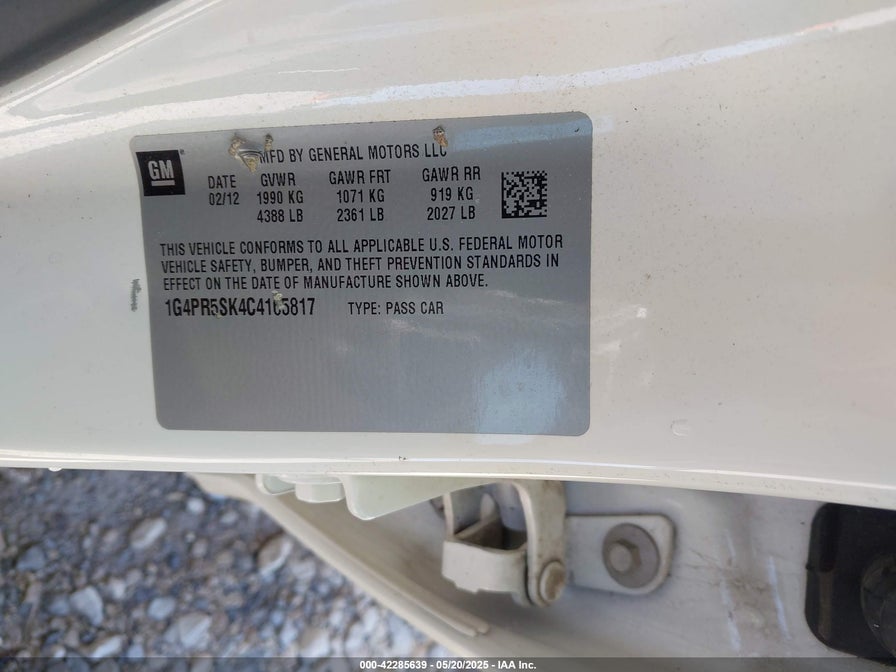 GM
MFD BY GENERAL MOTORS LLC
DATE GVWR GAWR FRT GAWR RR
02/12 1990 KG 1071 KG 919 KG
4388 LB 2361 LB 2027 LB
THIS VEHICLE CONFORMS TO ALL APPLICABLE U.S. FEDERAL MOTOR
VEHICLE SAFETY, BUMPER, AND THEFT PREVENTION STANDARDS IN
EFFECT ON THE DATE OF MANUFACTURE SHOWN ABOVE.
1G4PR5SK4C4165817 TYPE: PASS CAR
000-42285639 - 05/20/2025 - IAA Inc.